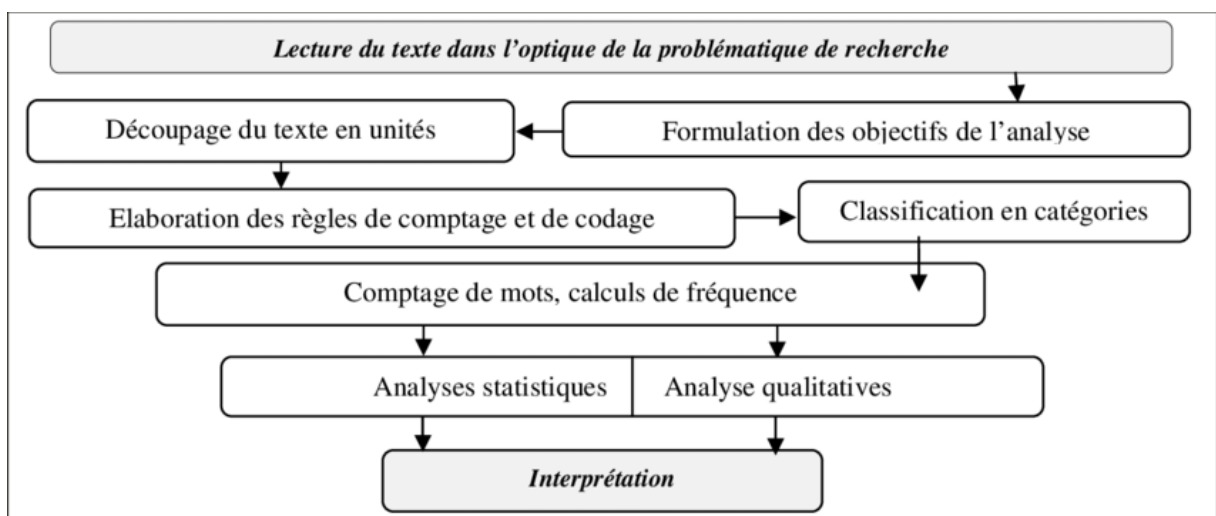 Lecture du texte dans l’optique de la problématique de recherche
Découpage du texte en unités
Formulation des objectifs de l’analyse
Elaboration des règles de comptage et de codage
Classification en catégories
Comptage de mots, calculs de fréquence
Analyses statistiques
Analyse qualitatives
Interprétation